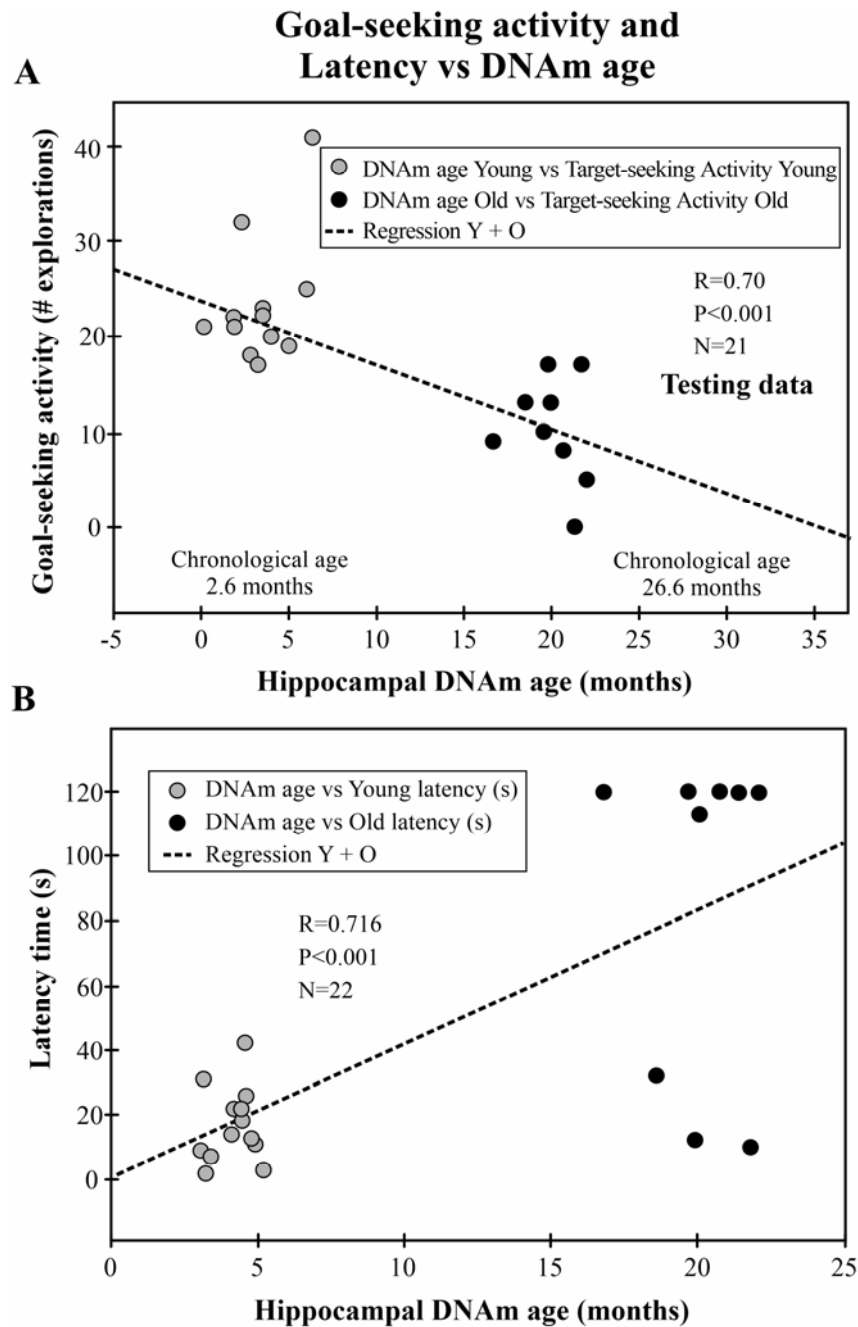 Goal-seeking activity and
Latency vs DNAm age
A
Goal-seeking activity (# explorations)
40
30
20
10
0
DNAm age Young vs Target-seeking Activity Young
DNAm age Old vs Target-seeking Activity Old
Regression Y + O
R=0.70
P<0.001
N=21
Testing data
Chronological age
2.6 months
Chronological age
26.6 months
-5 0 5 10 15 20 25 30 35
Hippocampal DNAm age (months)
B
Latency time (s)
120
100
80
60
40
20
0
DNAm age vs Young latency (s)
DNAm age vs Old latency (s)
Regression Y + O
R=0.716
P<0.001
N=22
0 5 10 15 20 25
Hippocampal DNAm age (months)